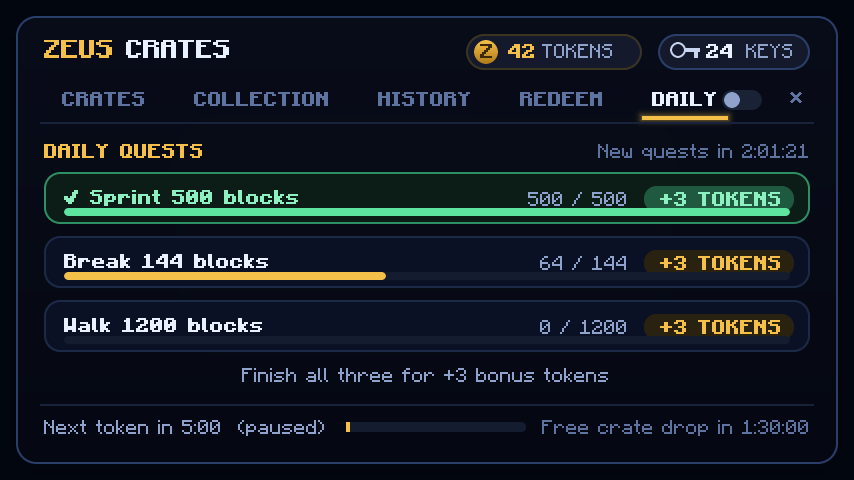 ZEUS CRATES
Z 42 TOKENS
24 KEYS
CRATES COLLECTION HISTORY REDEEM DAILY ×
DAILY QUESTS New quests in 2:01:21
✓ Sprint 500 blocks 500 / 500 +3 TOKENS
Break 144 blocks 64 / 144 +3 TOKENS
Walk 1200 blocks 0 / 1200 +3 TOKENS
Finish all three for +3 bonus tokens
Next token in 5:00 (paused) Free crate drop in 1:30:00